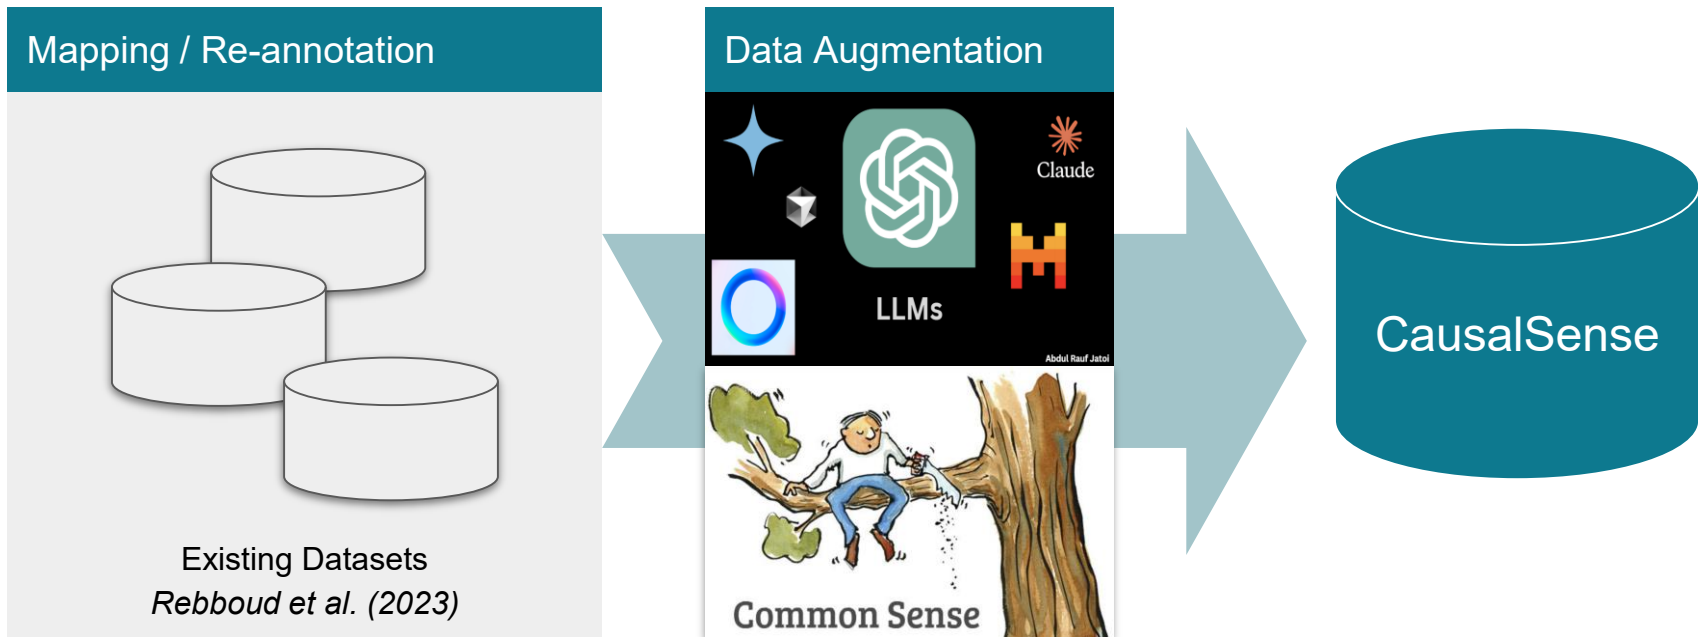 Mapping / Re-annotation
Existing Datasets
Rebboud et al. (2023)
Data Augmentation
Claude
LLMs
Abdul Rauf Jatoi
Common Sense
CausalSense